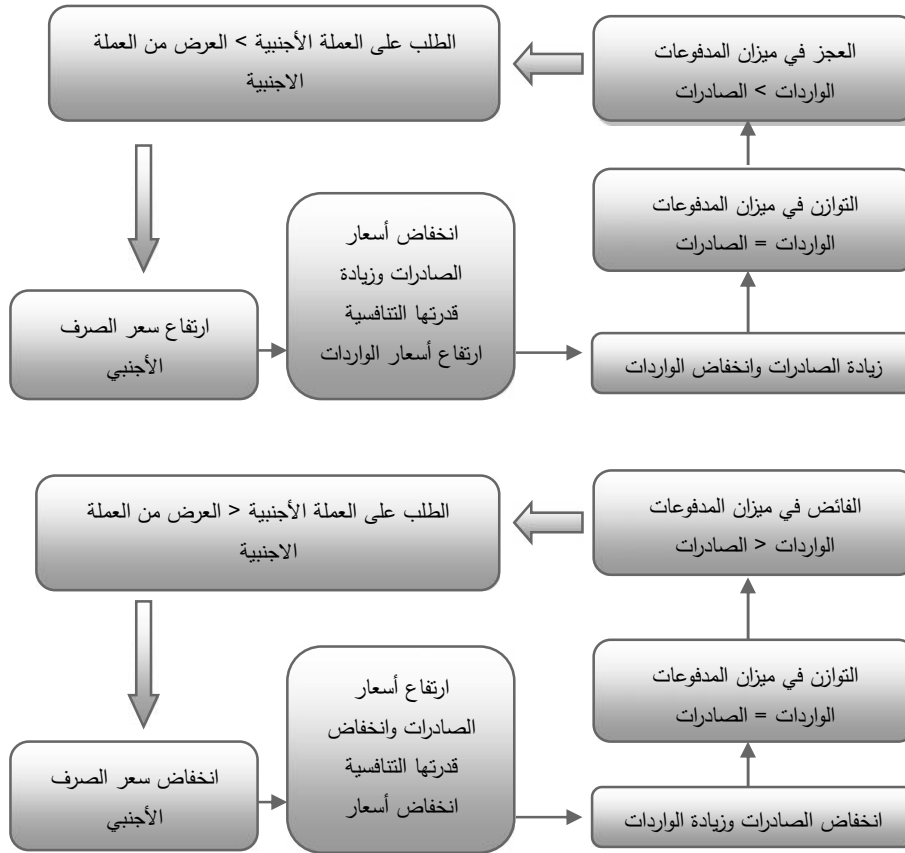 العجز في ميزان المدفوعات
الواردات > الصادرات
الطلب على العملة الأجنبية > العرض من العملة
الاجنبية
التوازن في ميزان المدفوعات
الواردات = الصادرات
انخفاض أسعار
الصادرات وزيادة
قدرتها التنافسية
ارتفاع أسعار الواردات
ارتفاع سعر الصرف
الأجنبي
زيادة الصادرات وانخفاض الواردات
الفائض في ميزان المدفوعات
الواردات < الصادرات
الطلب على العملة الأجنبية < العرض من العملة
الاجنبية
التوازن في ميزان المدفوعات
الواردات = الصادرات
ارتفاع أسعار
الصادرات وانخفاض
قدرتها التنافسية
انخفاض أسعار
انخفاض سعر الصرف
الأجنبي
انخفاض الصادرات وزيادة الواردات